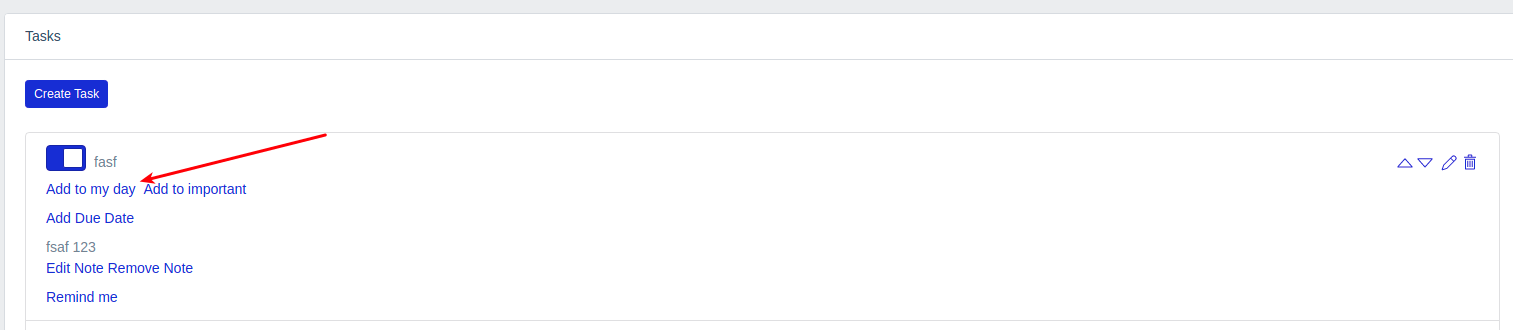 Tasks
Create Task
fasf
Add to my day Add to important
Add Due Date
fsaf 123
Edit Note Remove Note
Remind me